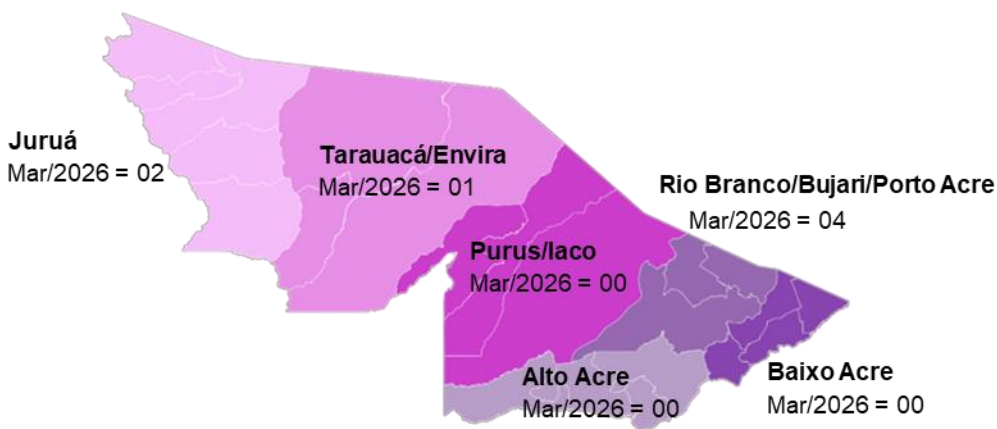 Juruá
Mar/2026 = 02
Tarauacá/Envira
Mar/2026 = 01
Rio Branco/Bujari/Porto Acre
Mar/2026 = 04
Purus/Iaco
Mar/2026 = 00
Alto Acre
Mar/2026 = 00
Baixo Acre
Mar/2026 = 00